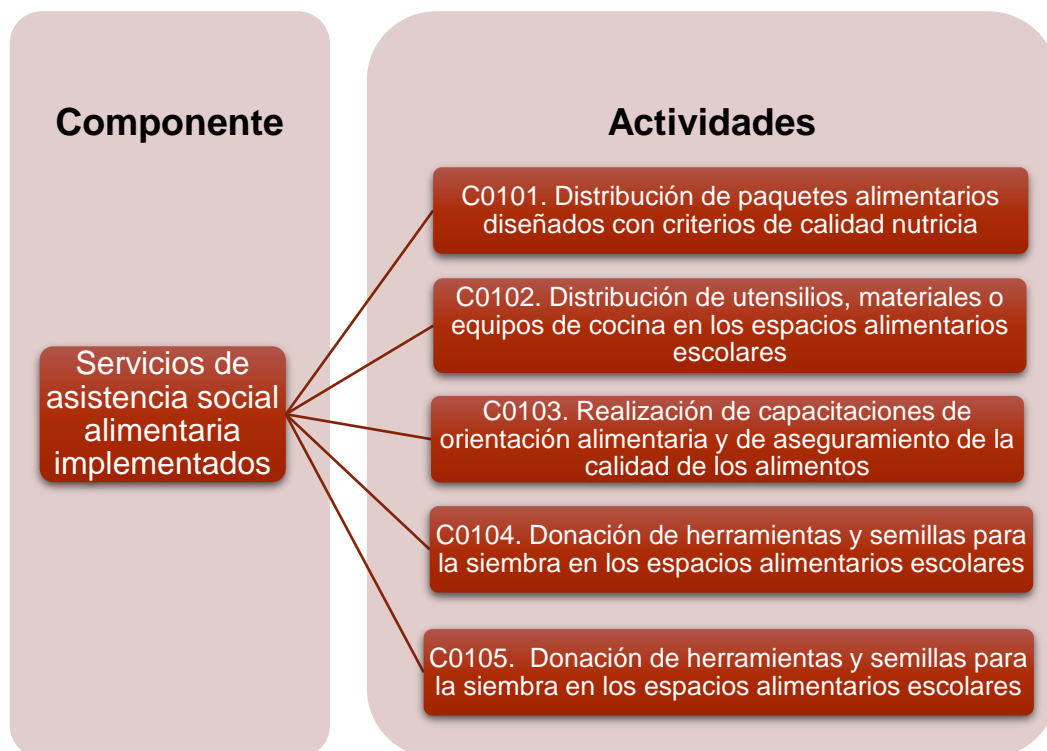 Componente
Actividades
Servicios de
asistencia social
alimentaria
implementados
C0101. Distribución de paquetes alimentarios
diseñados con criterios de calidad nutricia
C0102. Distribución de utensilios, materiales o
equipos de cocina en los espacios alimentarios
escolares
C0103. Realización de capacitaciones de
orientación alimentaria y de aseguramiento de la
calidad de los alimentos
C0104. Donación de herramientas y semillas para
la siembra en los espacios alimentarios escolares
C0105. Donación de herramientas y semillas para
la siembra en los espacios alimentarios escolares